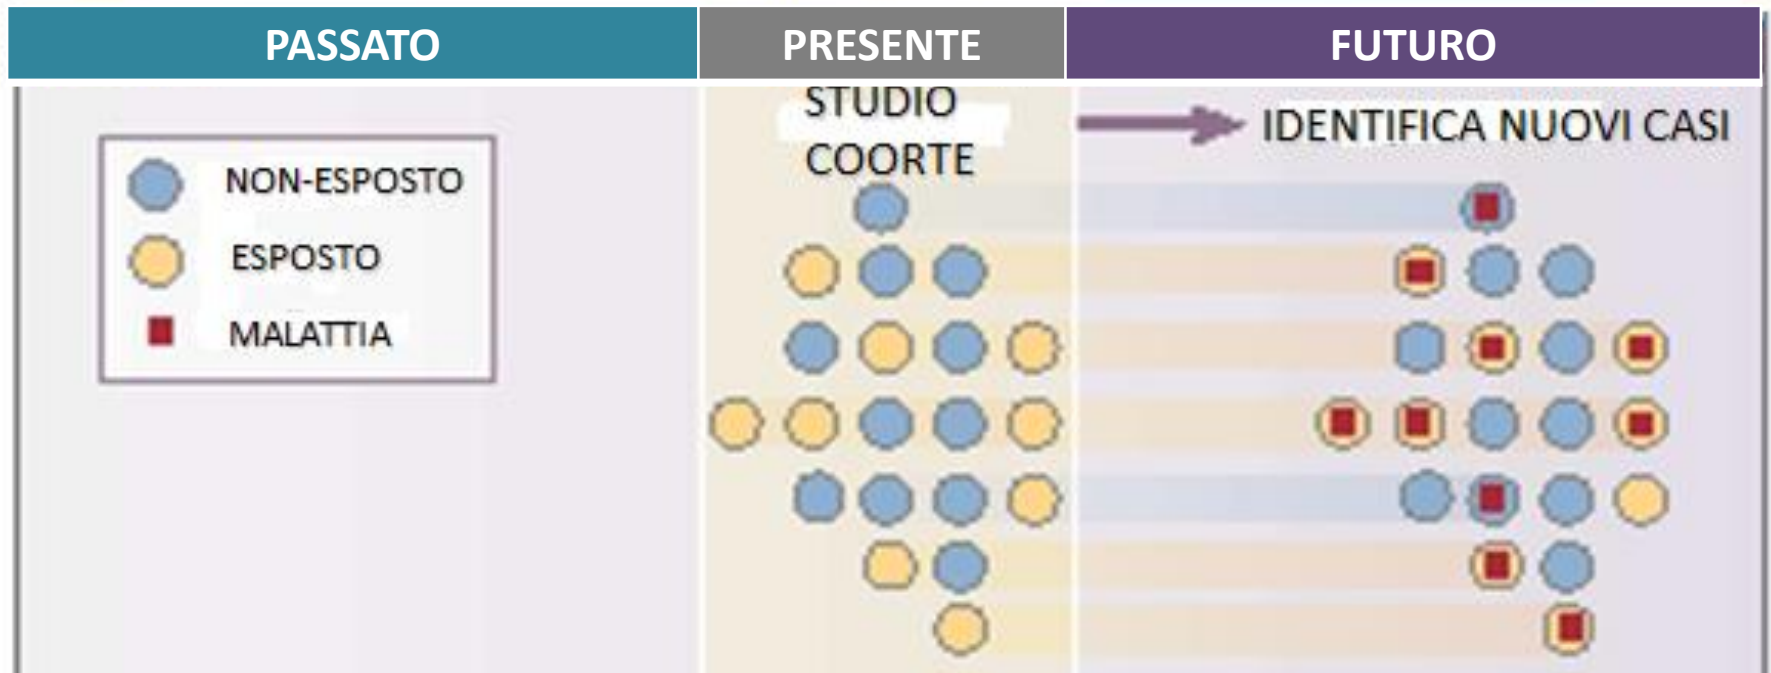 PASSATO
PRESENTE
FUTURO
STUDIO
COORTE
IDENTIFICA NUOVI CASI
NON-ESPOSTO
ESPOSTO
MALATTIA